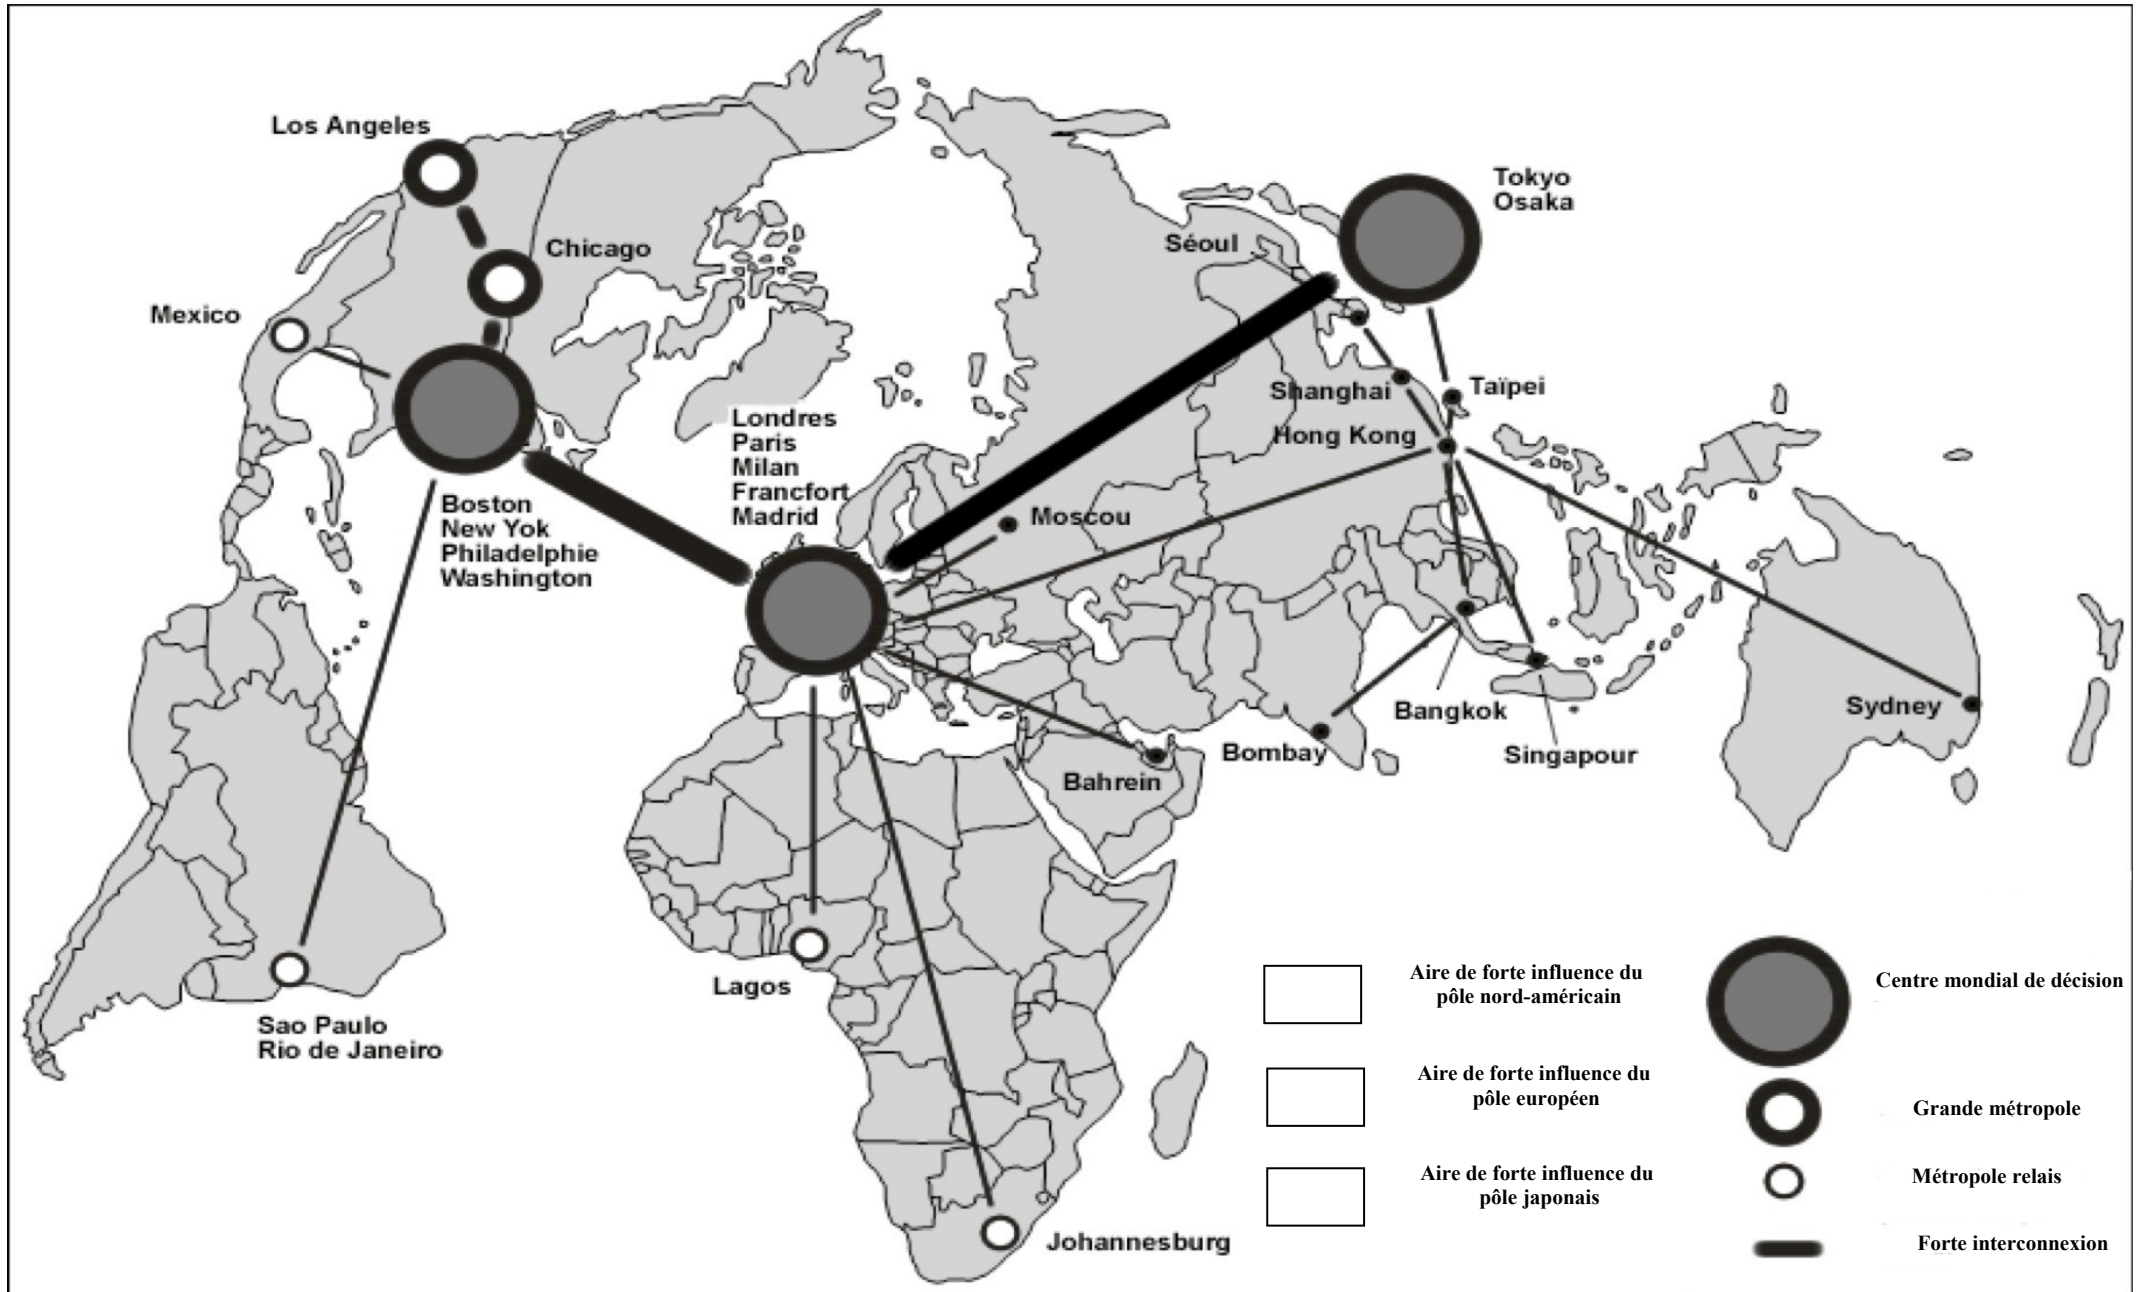 Los Angeles
Chicago
Mexico
Boston
New Yok
Philadelphie
Washington
Londres
Paris
Milan
Francfort
Madrid
Moscou
Séoul
Tokyo
Osaka
Shanghai
Taïpei
Hong Kong
Bangkok
Singapour
Bombay
Bahrein
Sydney
Lagos
Johannesburg
Sao Paulo
Rio de Janeiro
Aire de forte influence du
pôle nord-américain
Aire de forte influence du
pôle européen
Aire de forte influence du
pôle japonais
Centre mondial de décision
Grande métropole
Métropole relais
Forte interconnexion